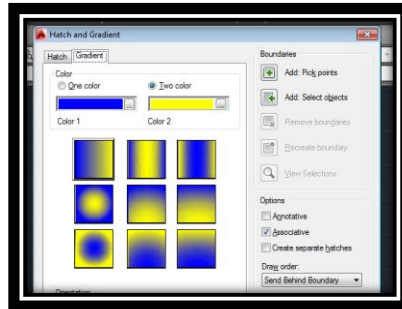 Hatch and Gradient
Hatch
Gradient
Color
One color
Two color
Color 1
Color 2
Orientation
Boundaries
Add: Pick points
Add: Select objects
Remove boundaries
Recreate boundary
View Selections
Options
Annotative
Associative
Create separate hatches
Draw order:
Send Behind Boundary